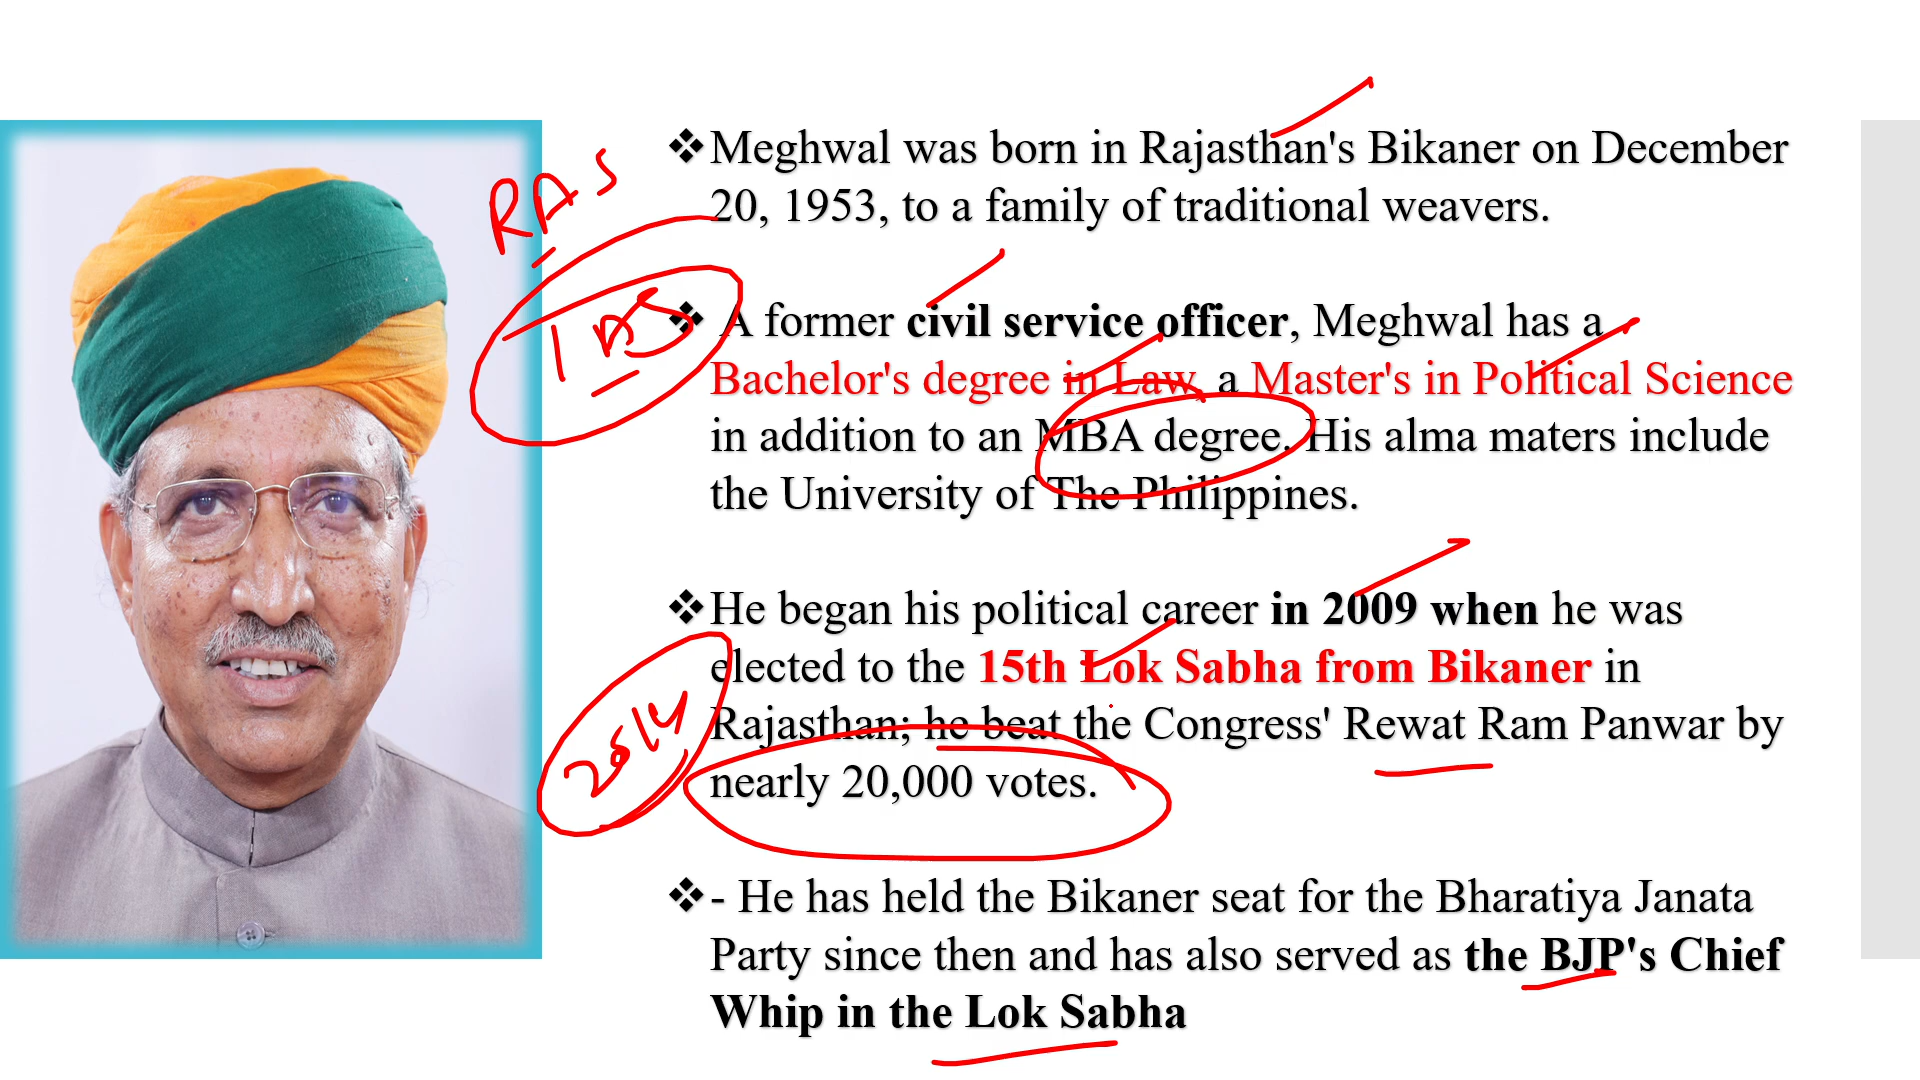 RAS
IAS
❖Meghwal was born in Rajasthan's Bikaner on December
20, 1953, to a family of traditional weavers.
❖ A former civil service officer, Meghwal has a
Bachelor's degree in Law, a Master's in Political Science
in addition to an MBA degree. His alma maters include
the University of The Philippines.
❖He began his political career in 2009 when he was
elected to the 15th Lok Sabha from Bikaner in
Rajasthan; he beat the Congress' Rewat Ram Panwar by
nearly 20,000 votes.
2014
❖- He has held the Bikaner seat for the Bharatiya Janata
Party since then and has also served as the BJP's Chief
Whip in the Lok Sabha